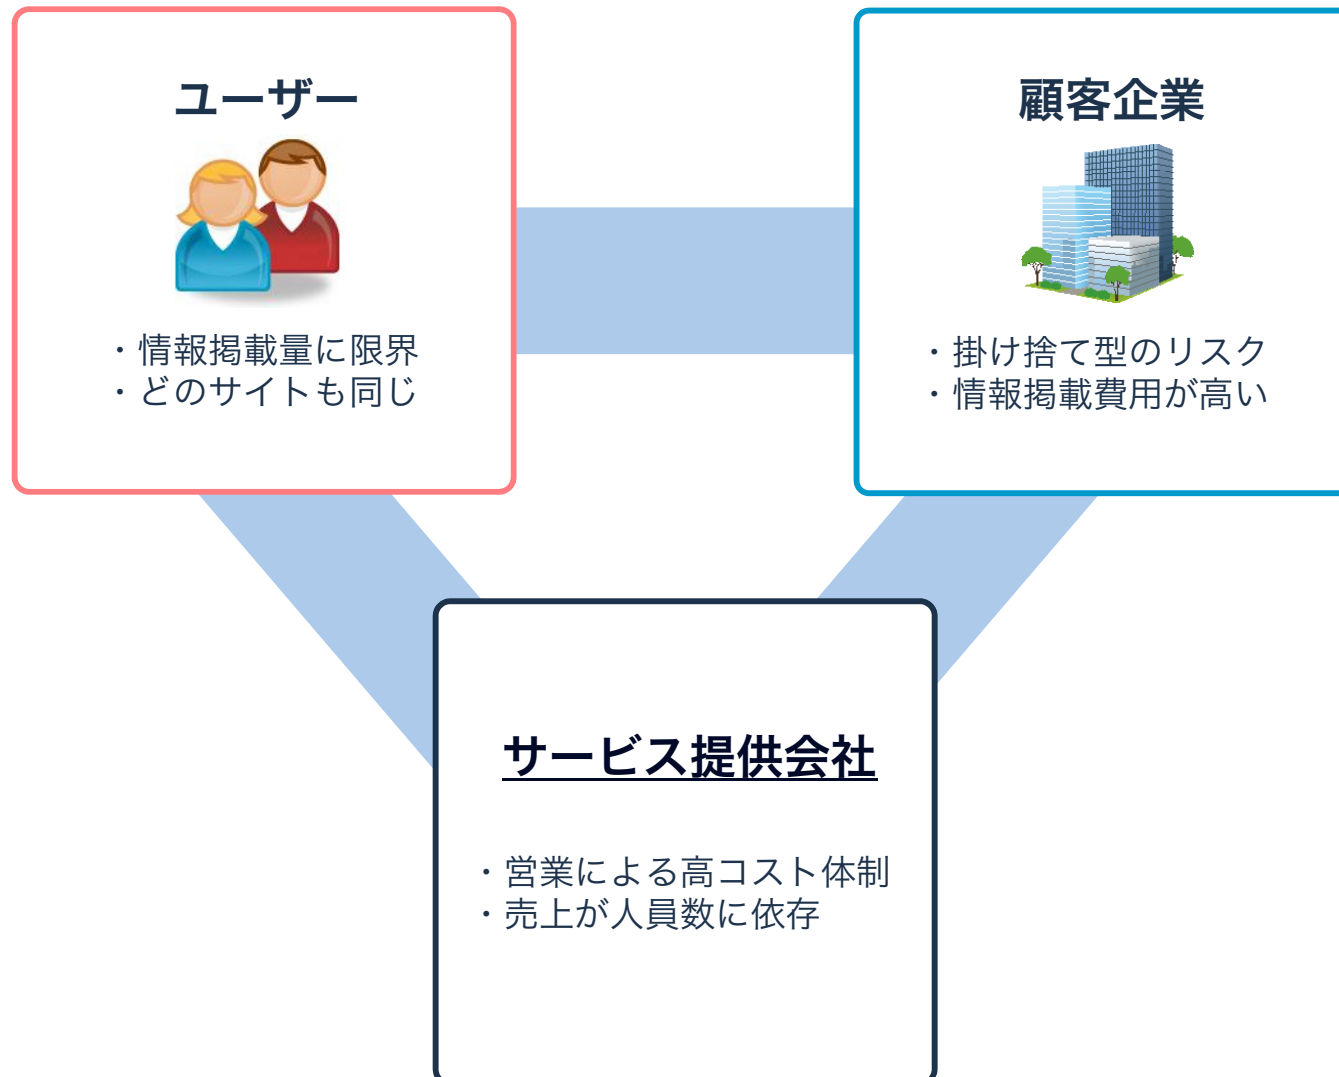 ユーザー
・情報掲載量に限界
・どのサイトも同じ
顧客企業
・掛け捨て型のリスク
・情報掲載費用が高い
サービス提供会社
・営業による高コスト体制
・売上が人員数に依存